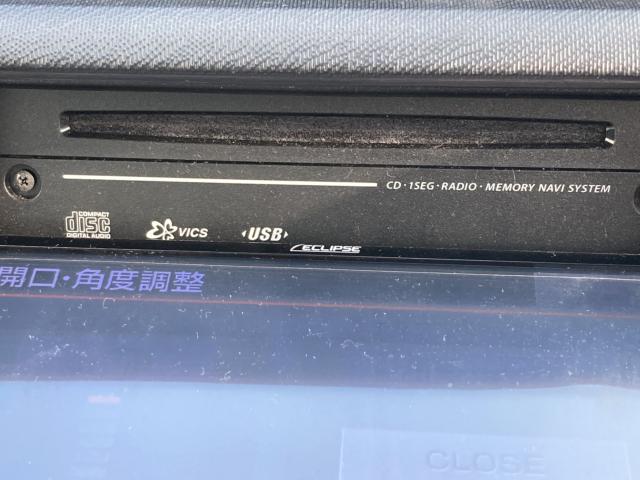 CD・1SEG・RADIO・MEMORY NAVI SYSTEM
COMPACT
disc
DIGITAL AUDIO
VICS
USB
ECLIPSE
開口・角度調整
CLOSE